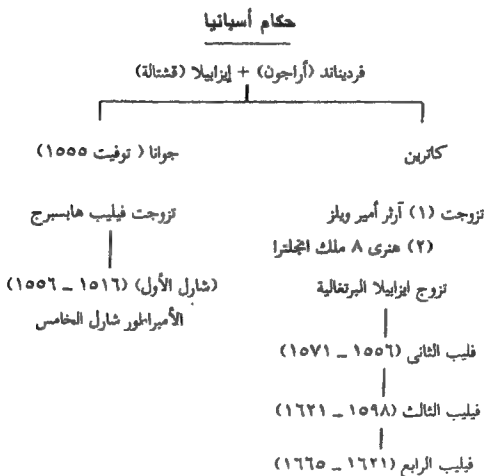 حكام أسبانيا
فرديناند (أراجون) + إيزابيلا (قشتالة)
كاترين
جوانا (توفيت ١٥٥٥)
تزوجت (١) آرثر أمير ويلز
(٢) هنرى ٨ ملك انجلترا
تزوجت فيليب هابسبرج
تزوج ايزابيلا البرتغالية
(شارل الأول) (١٥١٦ – ١٥٥٦)
الأمبراطور شارل الخامس
فليب الثانى (١٥٥٦ – ١٥٧١)
فيليب الثالث (١٥٩٨ – ١٦٢١)
فيليب الرابع (١٦٢١ – ١٦٦٥)